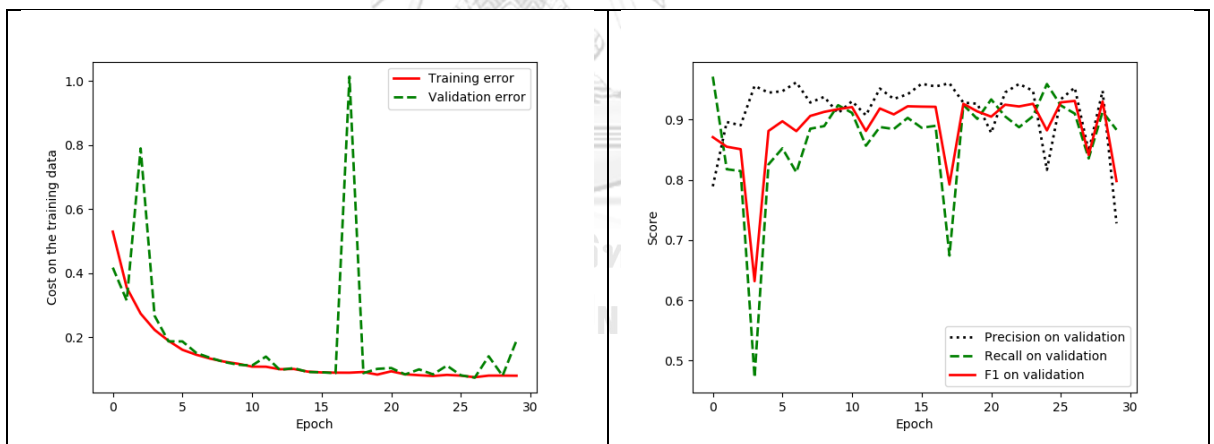 Cost on the training data
1.0
0.8
0.6
0.4
0.2
Training error
Validation error
0 5 10 15 20 25 30
Epoch
Score
0.9
0.8
0.7
0.6
0.5
Precision on validation
Recall on validation
F1 on validation
0 5 10 15 20 25 30
Epoch